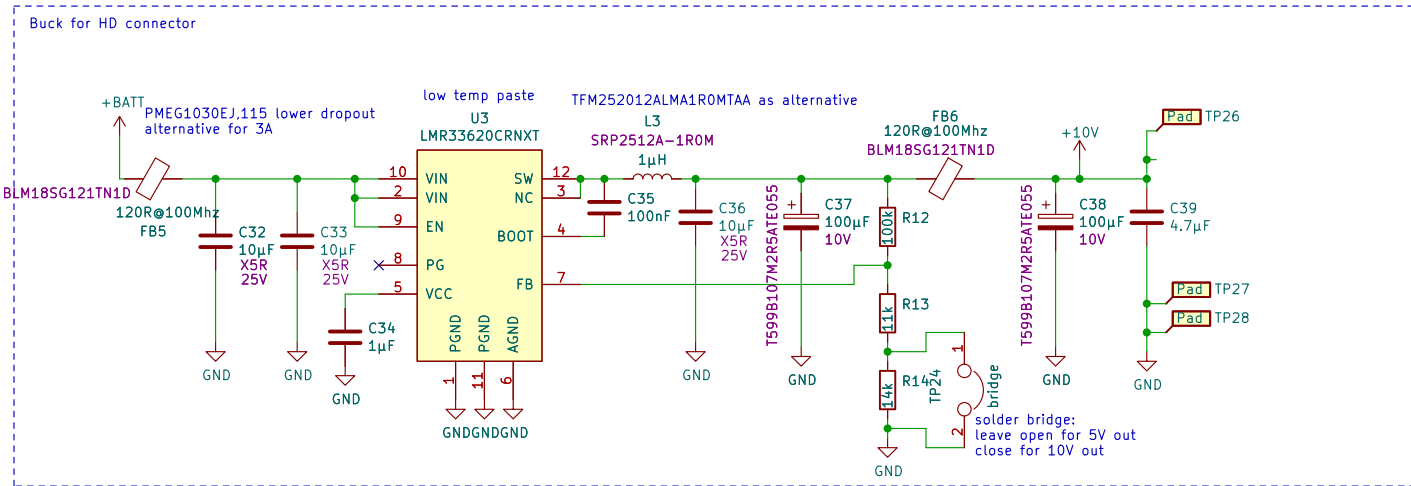 Buck for HD connector
+BATT
PMEG1030EJ,115 lower dropout
alternative for 3A
BLM18SG121TN1D
120R@100Mhz
FB5
C32
10µF
X5R
25V
GND
C33
10µF
X5R
25V
GND
low temp paste
U3
LMR33620CRNXT
10
VIN
2
VIN
9
EN
8
PG
5
VCC
SW
12
NC
3
BOOT
4
FB
7
PGND
1
PGND
11
AGND
6
GND
GND
GND
C34
1µF
GND
TFM252012ALMA1R0MTAA as alternative
L3
SRP2512A-1R0M
1µH
C35
100nF
C36
10µF
X5R
25V
GND
T599B107M2R5ATE055
+
C37
100µF
10V
GND
R12
100k
R13
11k
R14
14k
GND
TP24
1
2
bridge
solder bridge:
leave open for 5V out
close for 10V out
FB6
120R@100Mhz
BLM18SG121TN1D
+10V
T599B107M2R5ATE055
+
C38
100µF
10V
GND
C39
4.7µF
GND
Pad TP26
Pad TP27
Pad TP28